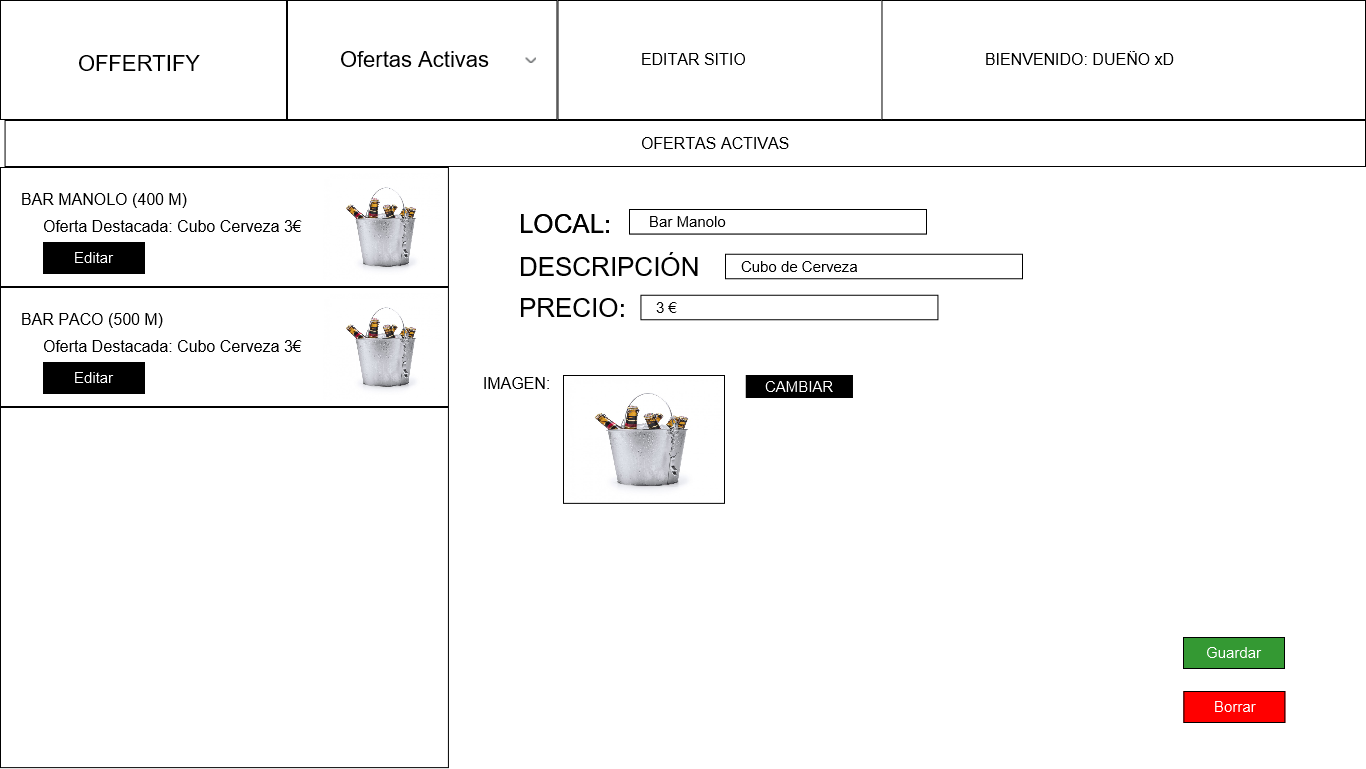 OFFERTIFY
Ofertas Activas
EDITAR SITIO
BIENVENIDO: DUEÑO xD
OFERTAS ACTIVAS
BAR MANOLO (400 M)
Oferta Destacada: Cubo Cerveza 3€
Editar
BAR PACO (500 M)
Oferta Destacada: Cubo Cerveza 3€
Editar
LOCAL: Bar Manolo
DESCRIPCIÓN Cubo de Cerveza
PRECIO: 3 €
IMAGEN: CAMBIAR
Guardar
Borrar